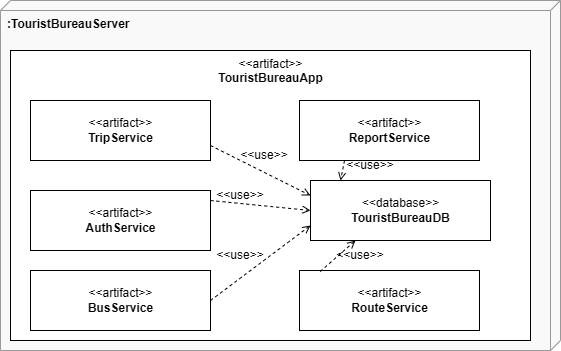 :TouristBureauServer
<<artifact>>
TouristBureauApp
<<artifact>>
TripService
<<artifact>>
ReportService
<<use>>
<<use>>
<<artifact>>
AuthService
<<use>>
<<database>>
TouristBureauDB
<<use>>
<<use>>
<<artifact>>
BusService
<<artifact>>
RouteService